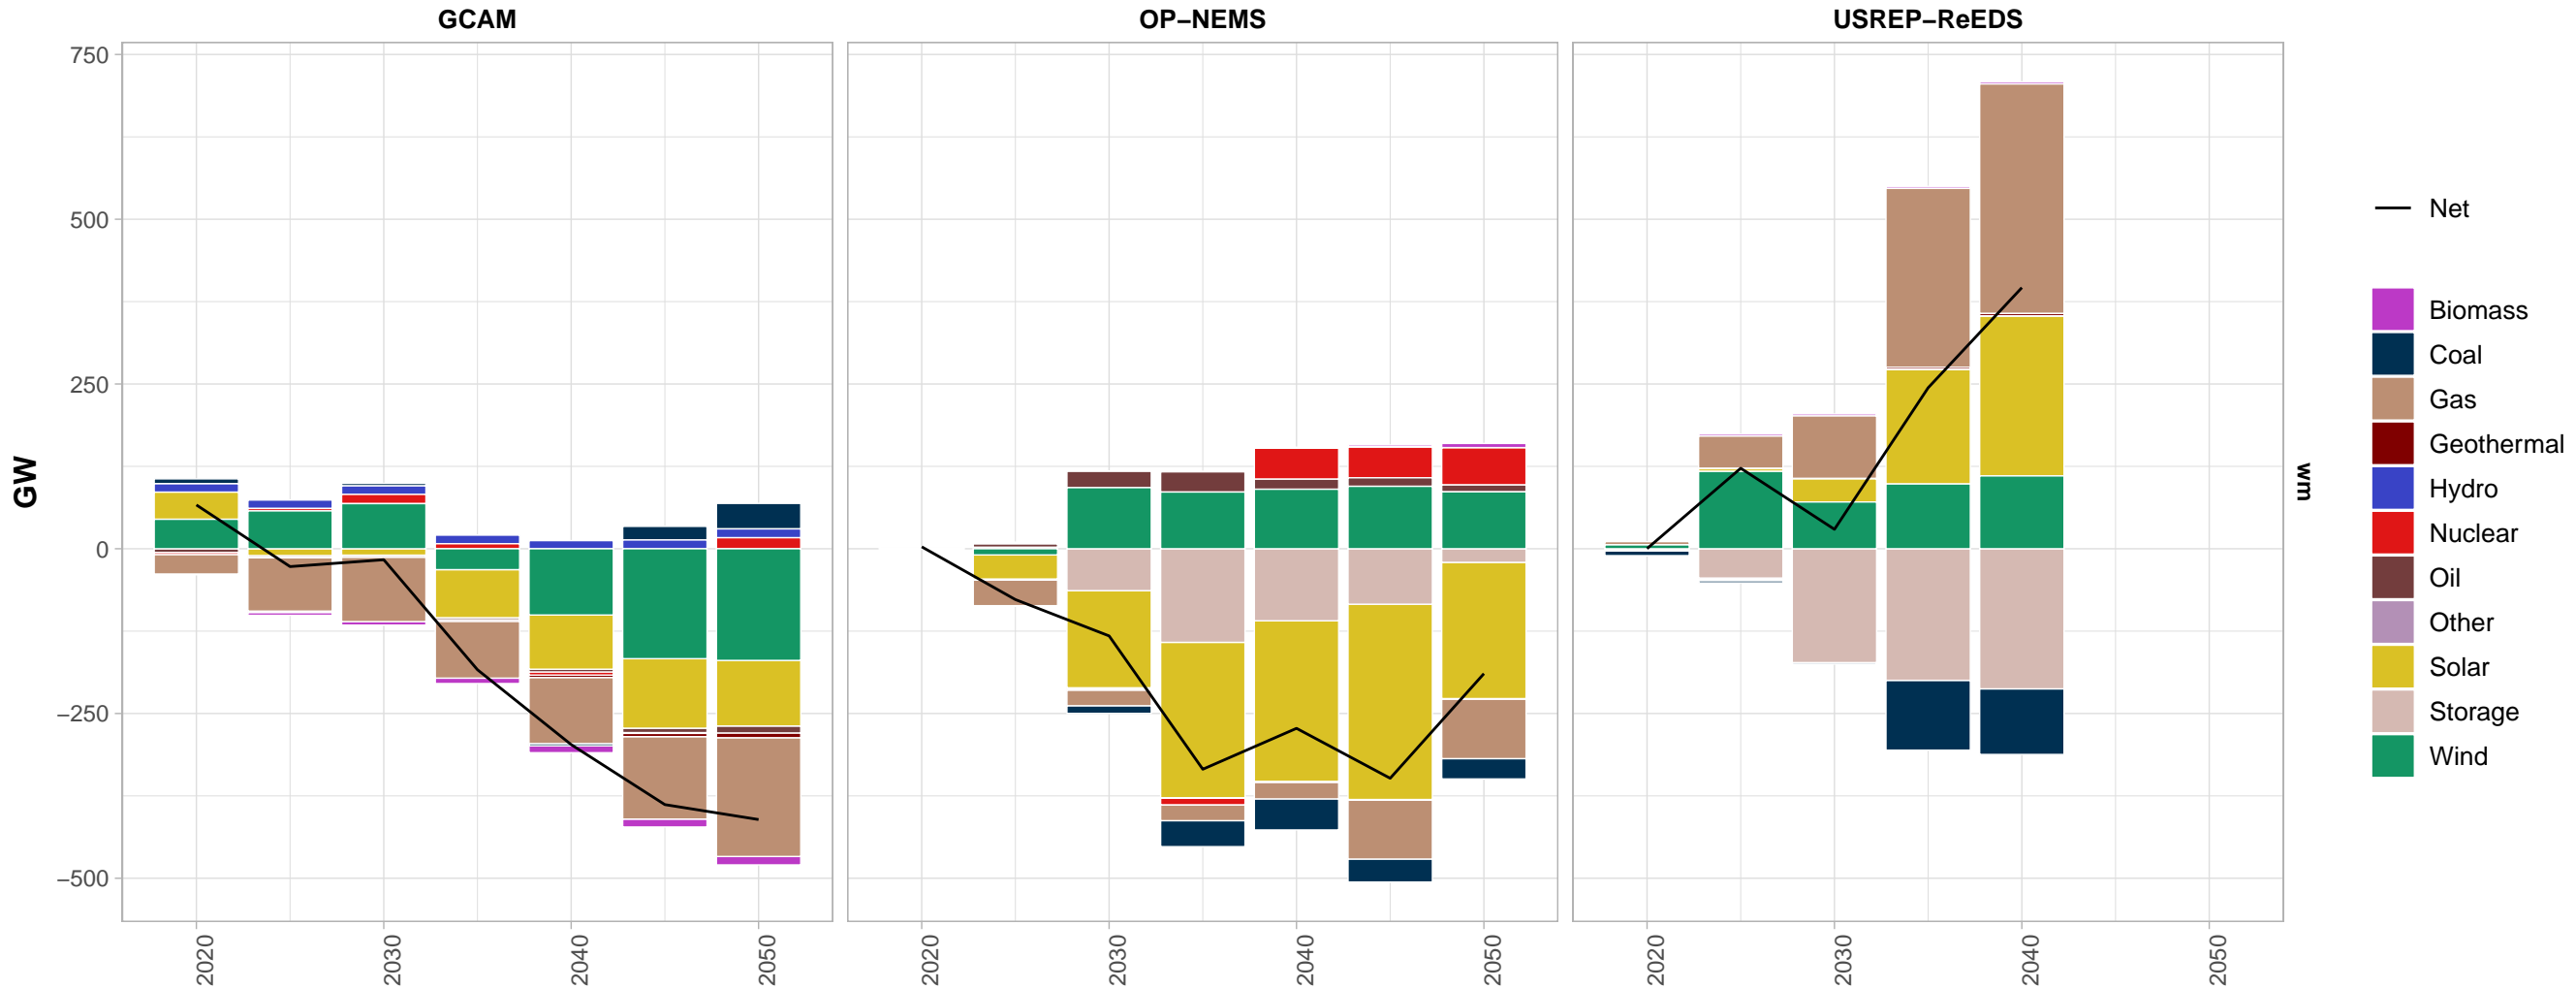 GCAM
OP−NEMS
USREP−ReEDS
GW
750
500
250
0
−250
−500
2020
2030
2040
2050
2020
2030
2040
2050
2020
2030
2040
2050
wm
Net
Biomass
Coal
Gas
Geothermal
Hydro
Nuclear
Oil
Other
Solar
Storage
Wind